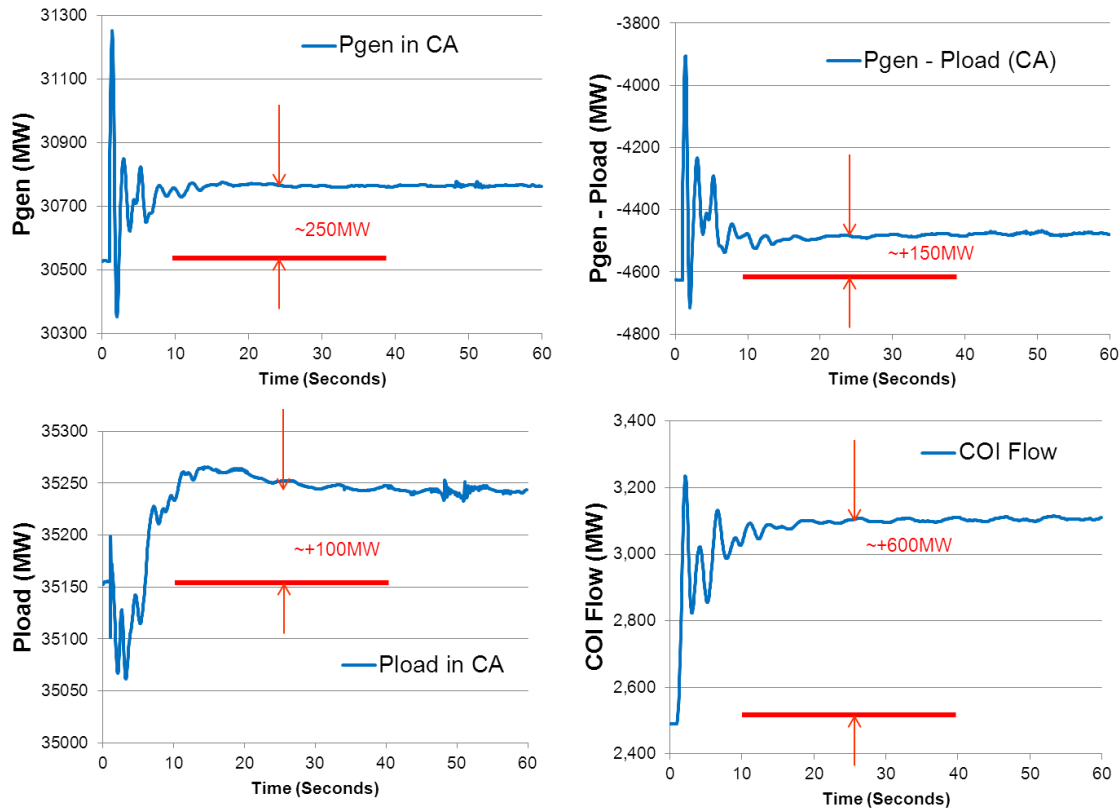 Pgen in CA
Pgen (MW)
31300
31100
30900
30700
30500
30300
~250MW
0 10 20 30 40 50 60
Time (Seconds)
Pgen - Pload (CA)
Pgen - Pload (MW)
-3800
-4000
-4200
-4400
-4600
-4800
~+150MW
0 10 20 30 40 50 60
Time (Seconds)
Pload (MW)
35300
35250
35200
35150
35100
35050
35000
~+100MW
Pload in CA
0 10 20 30 40 50 60
Time (Seconds)
COI Flow
COI Flow (MW)
3,400
3,200
3,000
2,800
2,600
2,400
~+600MW
0 10 20 30 40 50 60
Time (Seconds)